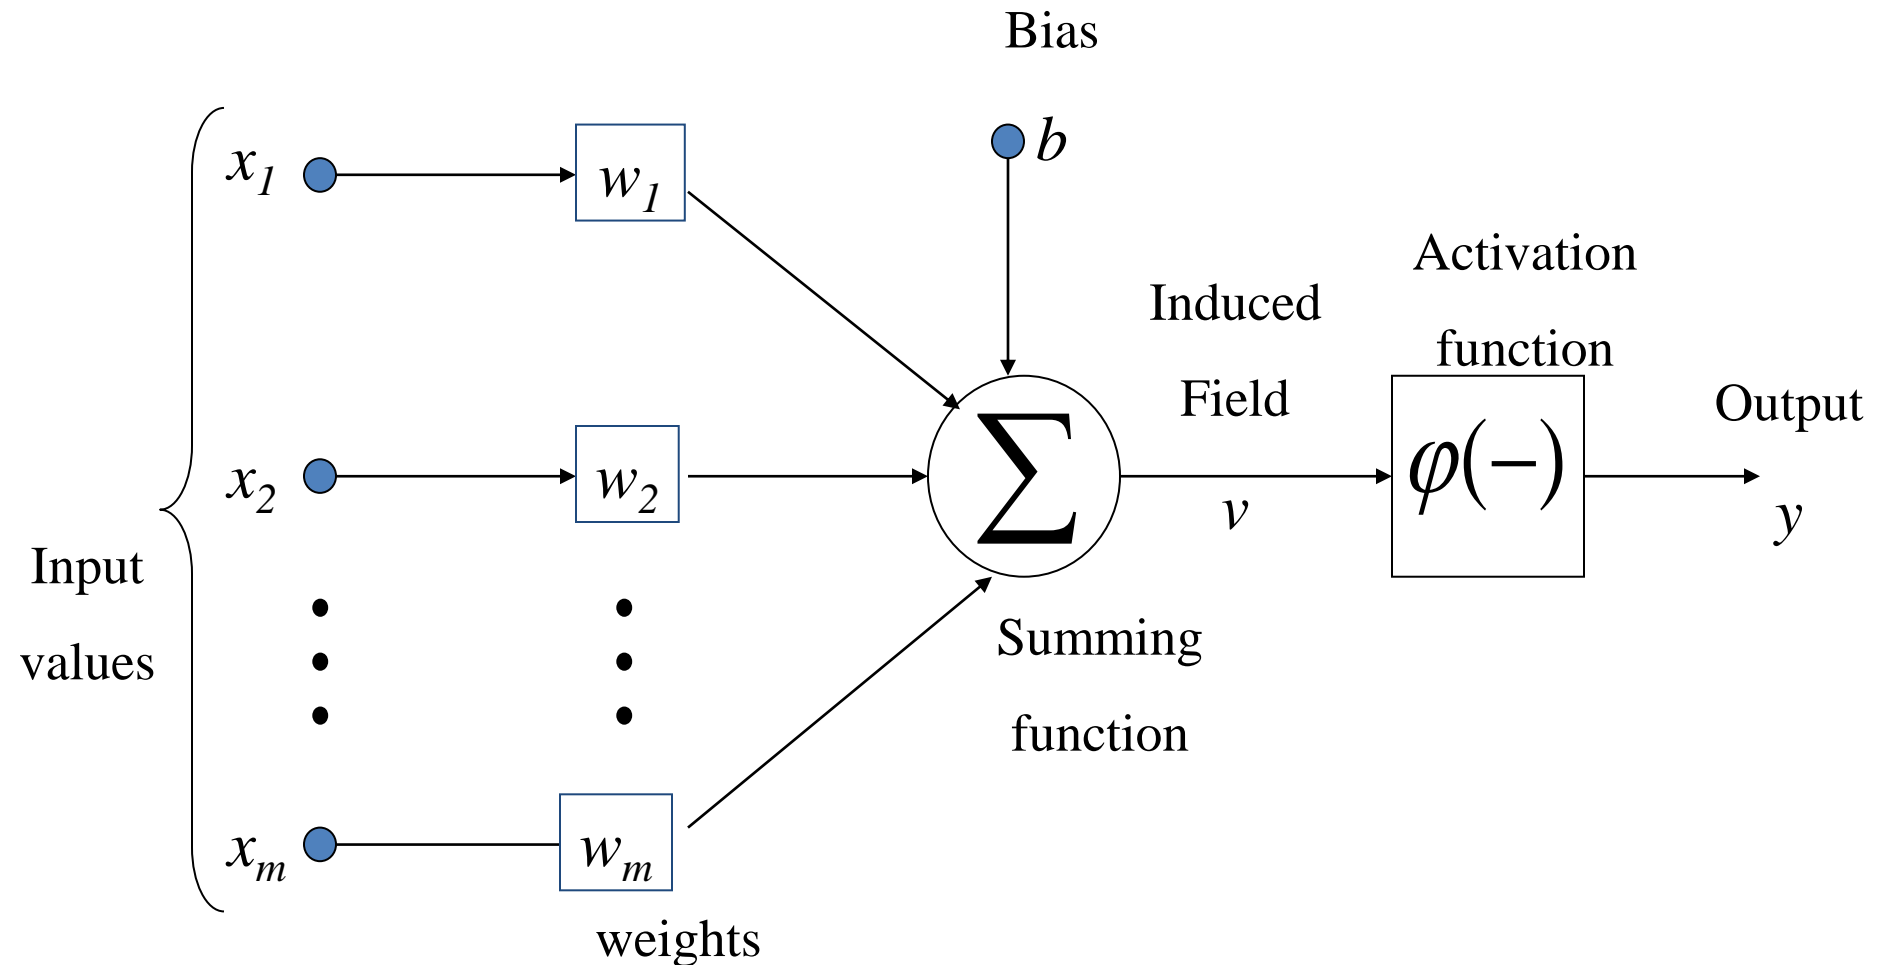 Bias
b
x1
w1
Activation
function
Induced
Field
Output
x2
w2
∑
v
φ(−)
y
Input
values
Summing
function
xm
wm
weights